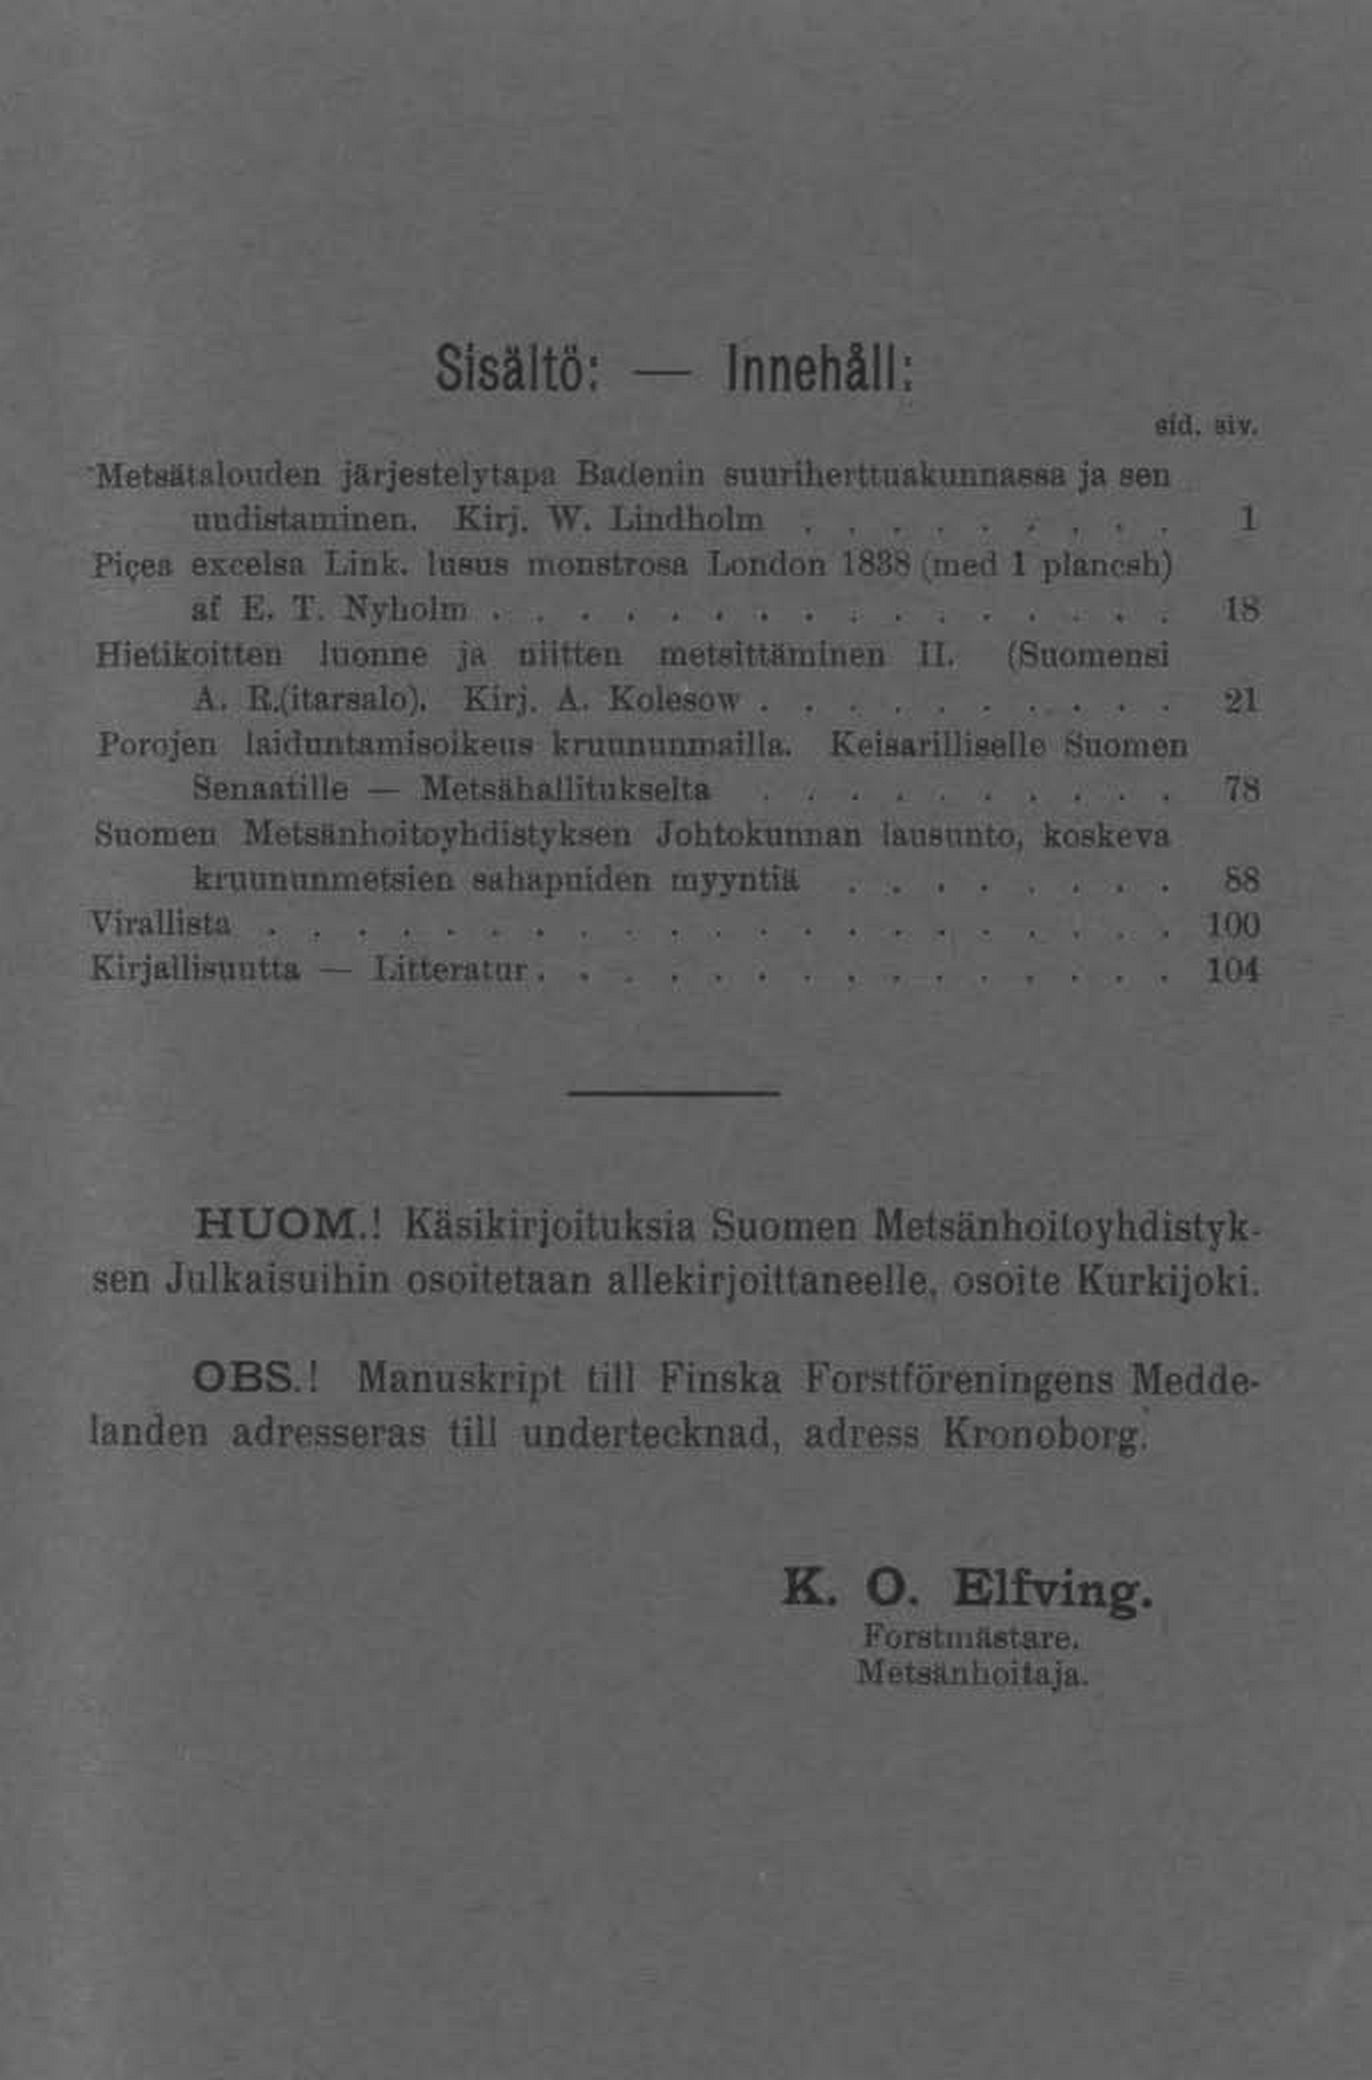 Sisältö: — Innehåll:
sid. siv.
Metsätalouden järjestelytapa Badenin suuriherttuakunnassa ja sen
uudistaminen. Kirj. W. Lindholm . . . . . . . . . 1
Piçea excelsa Link. lusus monstrosa London 1838 (med 1 plancsh)
af E. T. Nyholm . . . . . . . . . . . . . . . . 18
Hietikoitten luonne ja niitten metsittäminen II. (Suomensi
A. R.(itarsalo). Kirj. A. Kolesow . . . . . . . . . . 21
Porojen laiduntamisoikeus kruununmailla. Keisarilliselle Suomen
Senaatille — Metsähallitukselta . . . . . . . . . . 78
Suomen Metsänhoitoyhdistyksen Johtokunnan lausunto, koskeva
kruununmetsien sahapuiden myyntiä . . . . . . . . 88
Virallista . . . . . . . . . . . . . . . . . . . . . 100
Kirjallisuutta — Litteratur . . . . . . . . . . . . . . . 104
HUOM.! Käsikirjoituksia Suomen Metsänhoitoyhdistyk-
sen Julkaisuihin osoitetaan allekirjoittaneelle, osoite Kurkijoki.
OBS.! Manuskript till Finska Forstföreningens Medde-
landen adresseras till undertecknad, adress Kronoborg.
K. O. Elfving.
Forstmästare.
Metsänhoitaja.